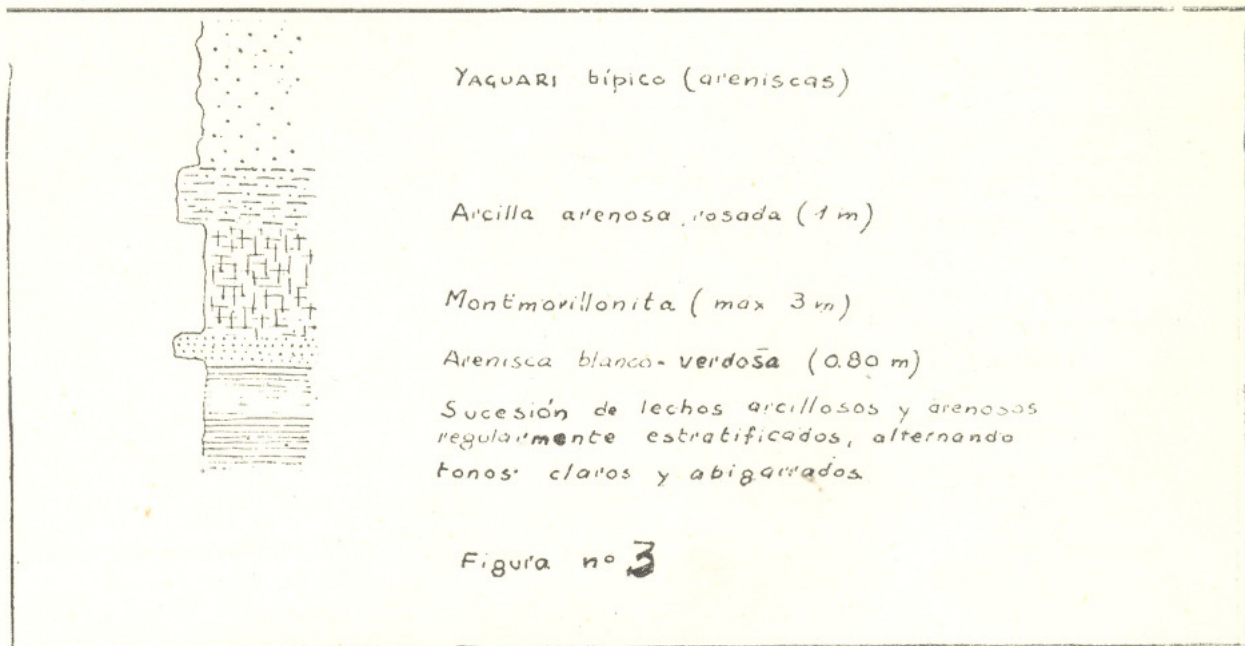 YAGUARI típico (areniscas)
Arcilla arenosa rosada (1 m)
Montmorillonita (max 3 m)
Arenisca blanco-verdosa (0.80 m)
Sucesión de lechos arcillosos y arenosos
regularmente estratificados, alternando
tonos claros y abigarrados.
Figura nº 3